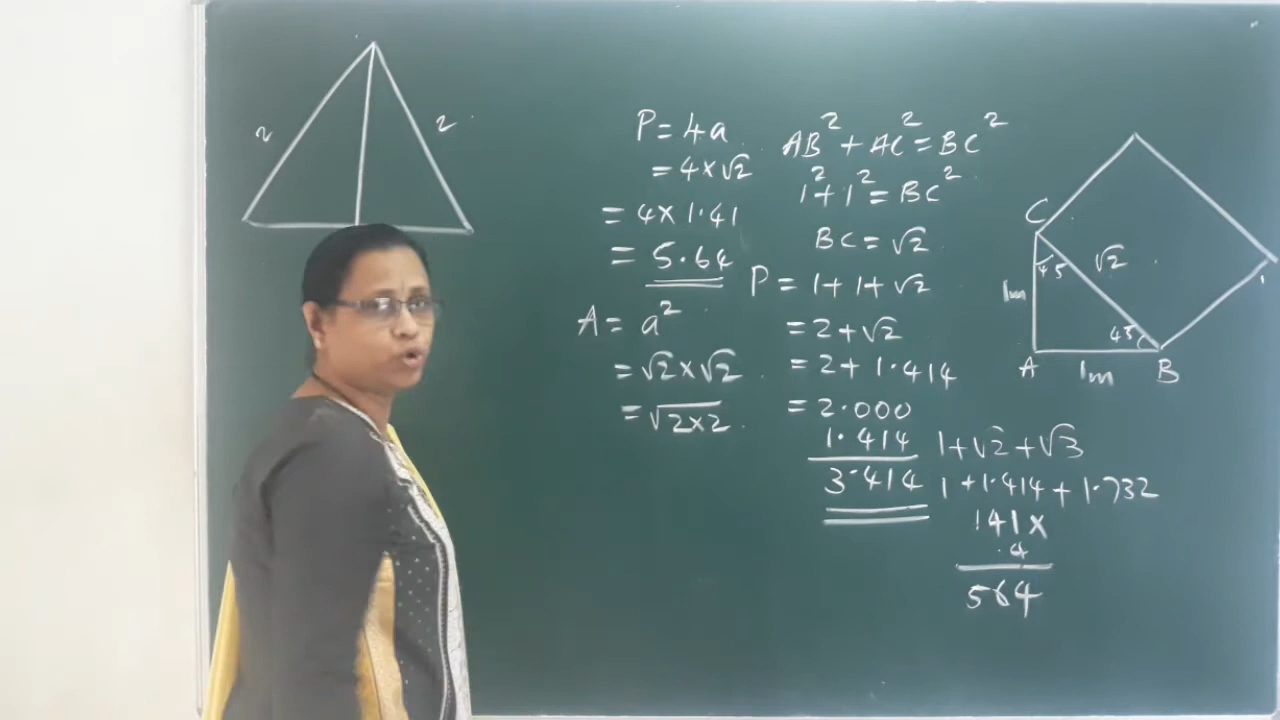 2
2
P = 4a
= 4 × √2
= 4 × 1.41
= 5.64
A = a²
= √2 × √2
= √2×2
AB² + AC² = BC²
1² + 1² = BC²
BC = √2
P = 1 + 1 + √2
= 2 + √2
= 2 + 1.414
= 2.000
1.414
3.414
1 + √2 + √3
1 + 1.414 + 1.732
141 ×
4
564
C
45
√2
1m
45
A
1m
B